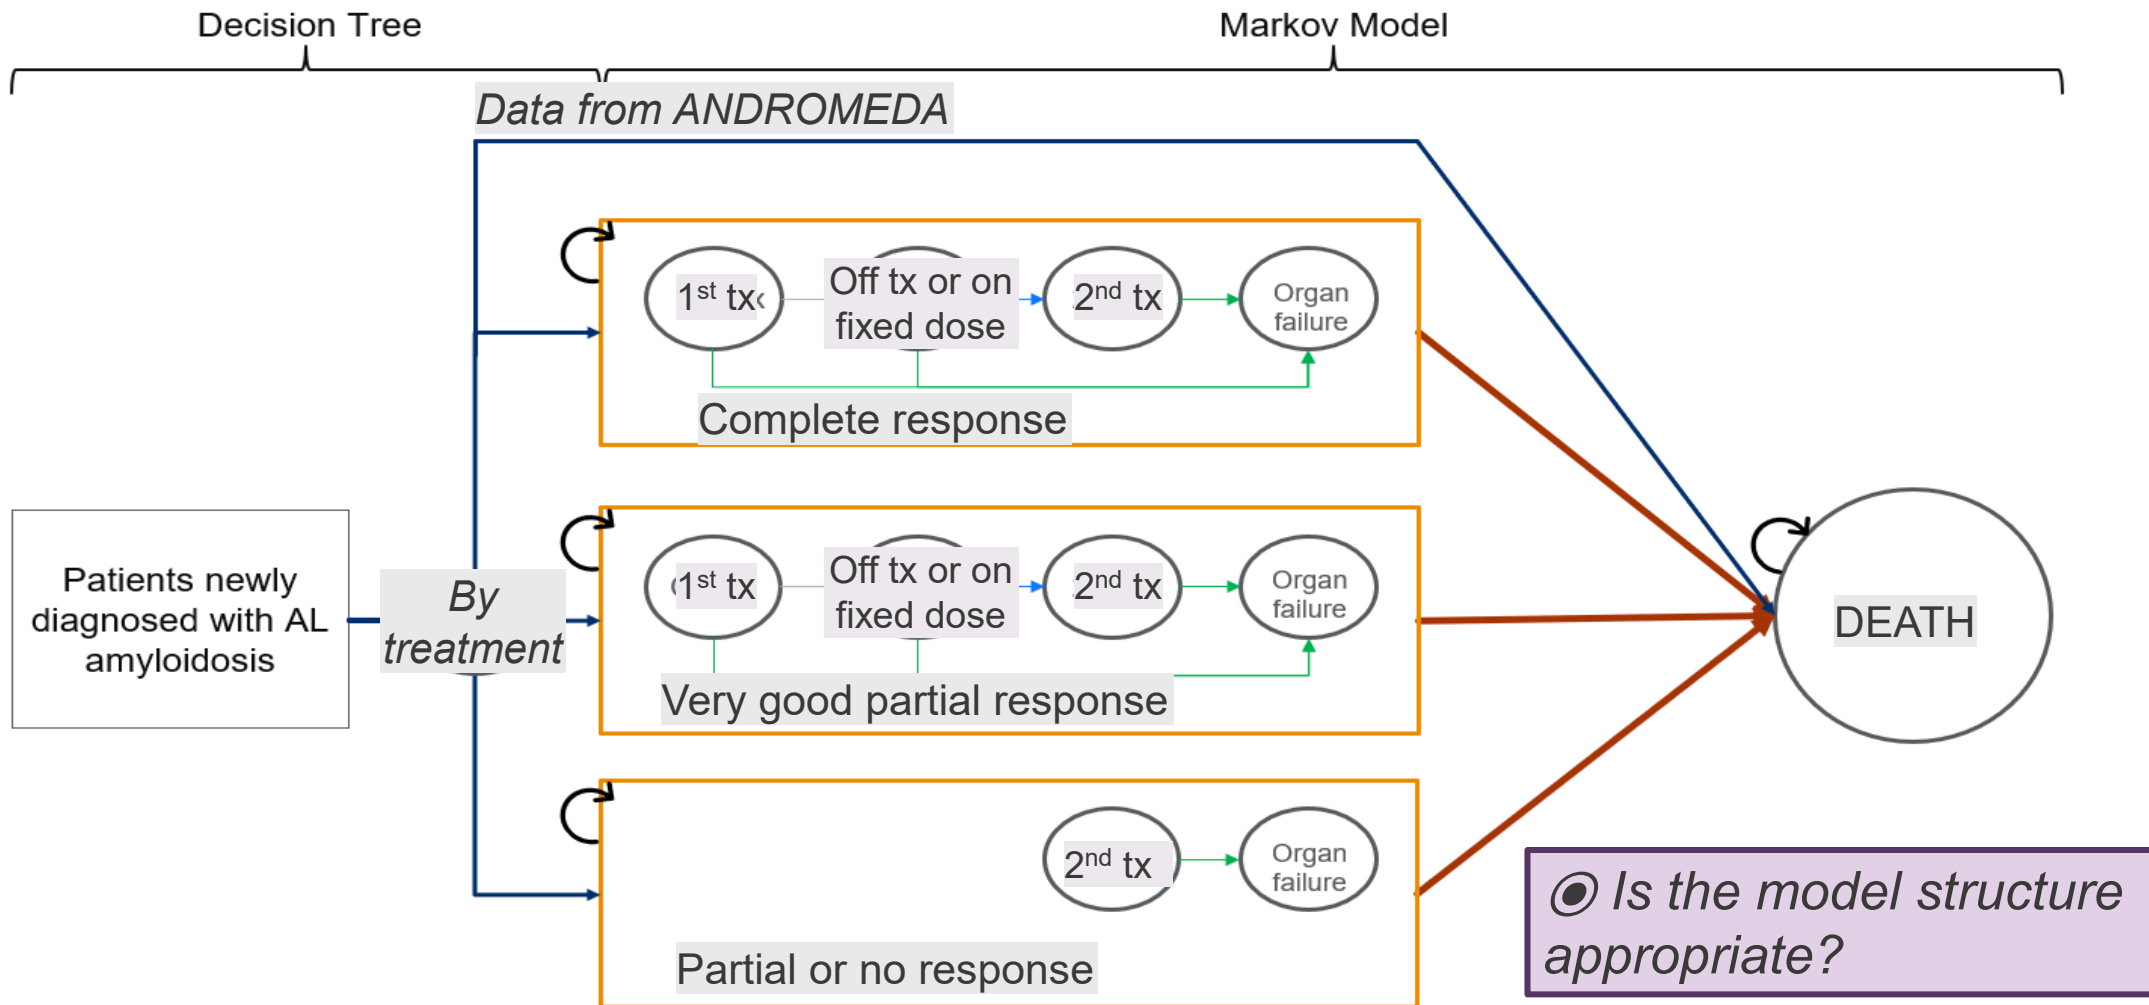 Decision Tree
Markov Model
Data from ANDROMEDA
1st tx
Off tx or on
fixed dose
2nd tx
Organ
failure
Complete response
Patients newly
diagnosed with AL
amyloidosis
By
treatment
1st tx
Off tx or on
fixed dose
2nd tx
Organ
failure
Very good partial response
DEATH
2nd tx
Organ
failure
Partial or no response
◉ Is the model structure
appropriate?